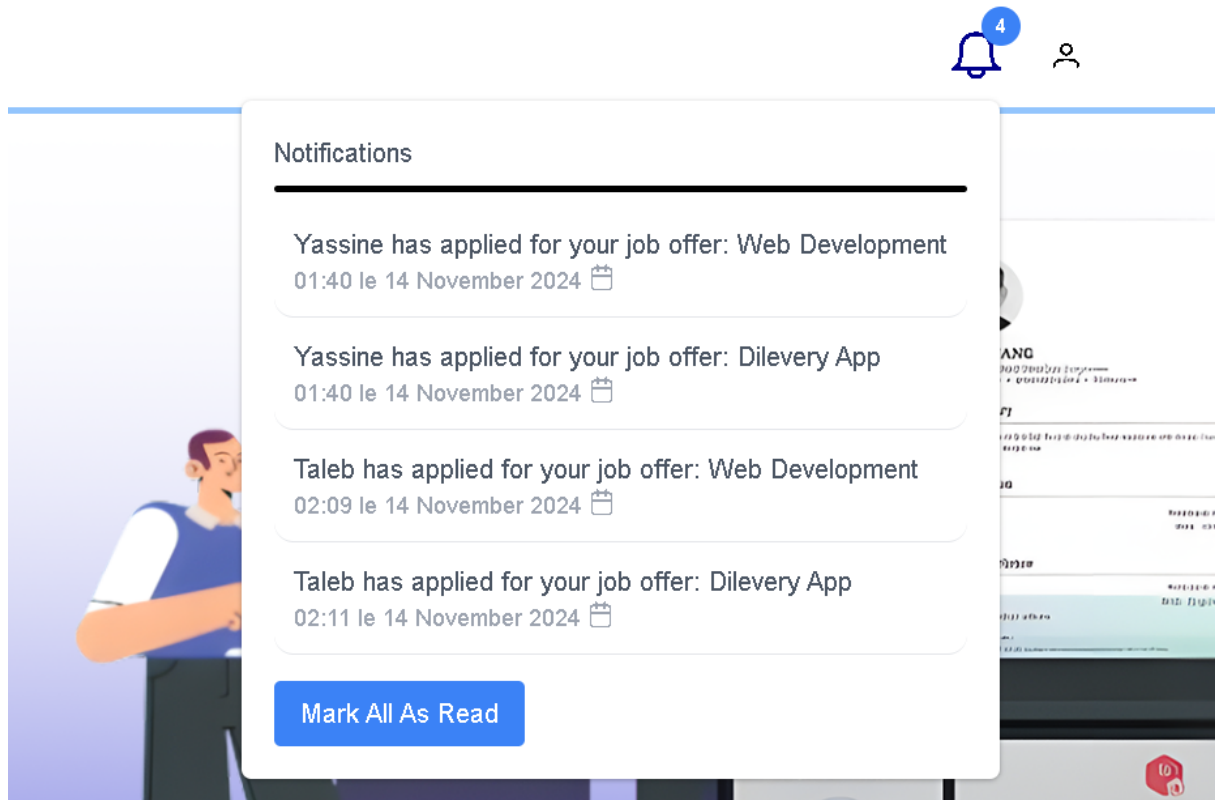 4
Notifications
Yassine has applied for your job offer: Web Development
01:40 le 14 November 2024
Yassine has applied for your job offer: Dilevery App
01:40 le 14 November 2024
Taleb has applied for your job offer: Web Development
02:09 le 14 November 2024
Taleb has applied for your job offer: Dilevery App
02:11 le 14 November 2024
Mark All As Read
ANG